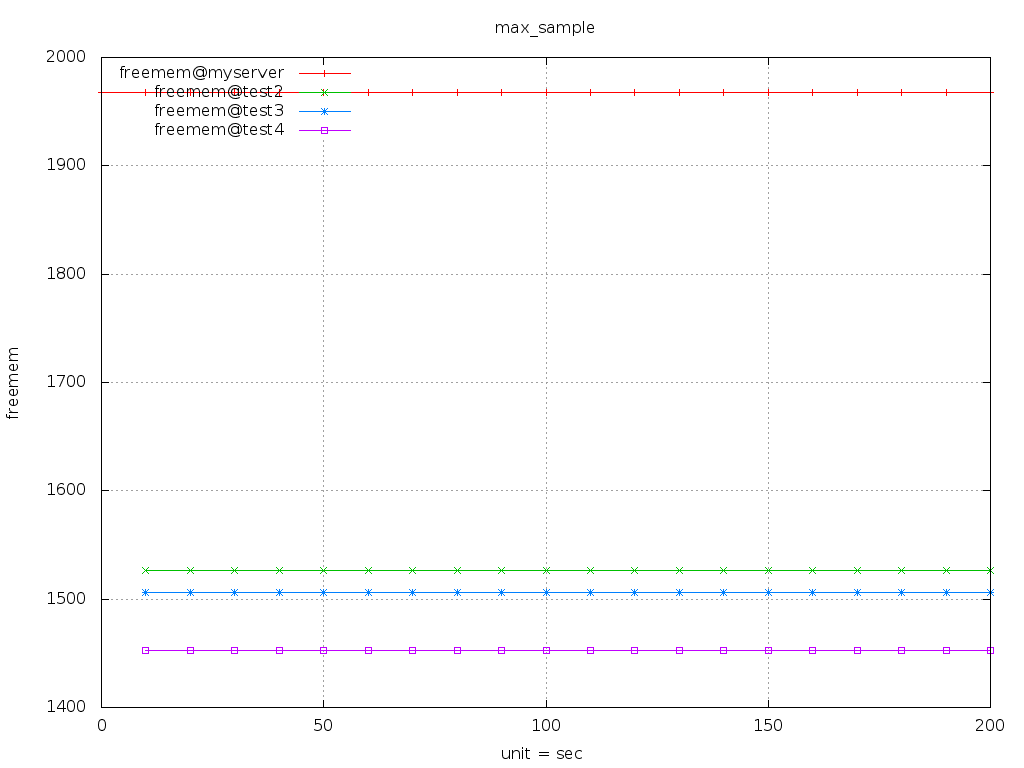 max_sample
2000
freemem@myserver
freemem@test2
freemem@test3
freemem@test4
1900
1800
1700
freemem
1600
1500
1400
0 50 100 150 200
unit = sec